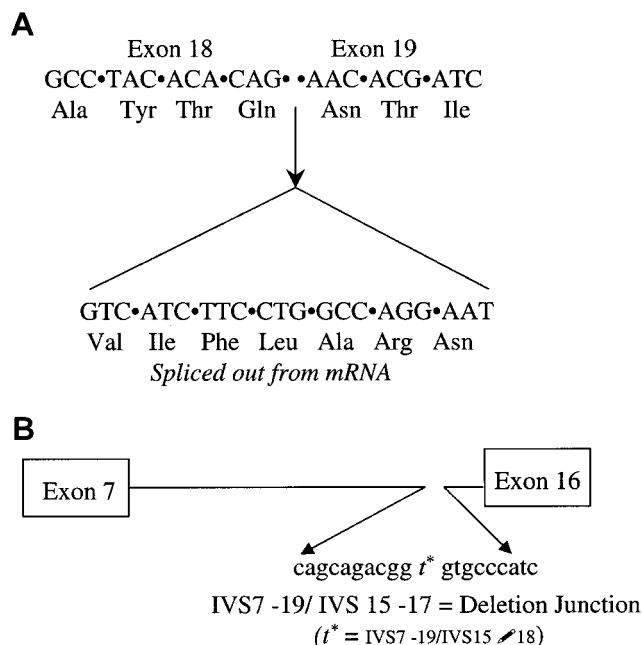 A
Exon 18 Exon 19
GCC•TAC•ACA•CAG• •AAC•ACG•ATC
Ala Tyr Thr Gln Asn Thr Ile
GTC•ATC•TTC•CTG•GCC•AGG•AAT
Val Ile Phe Leu Ala Arg Asn
Spliced out from mRNA
B
Exon 7 Exon 16
cagcagacgg t* gtgcccatc
IVS7 -19/ IVS 15 -17 = Deletion Junction
(t* = IVS7 -19/IVS15 ✐18)